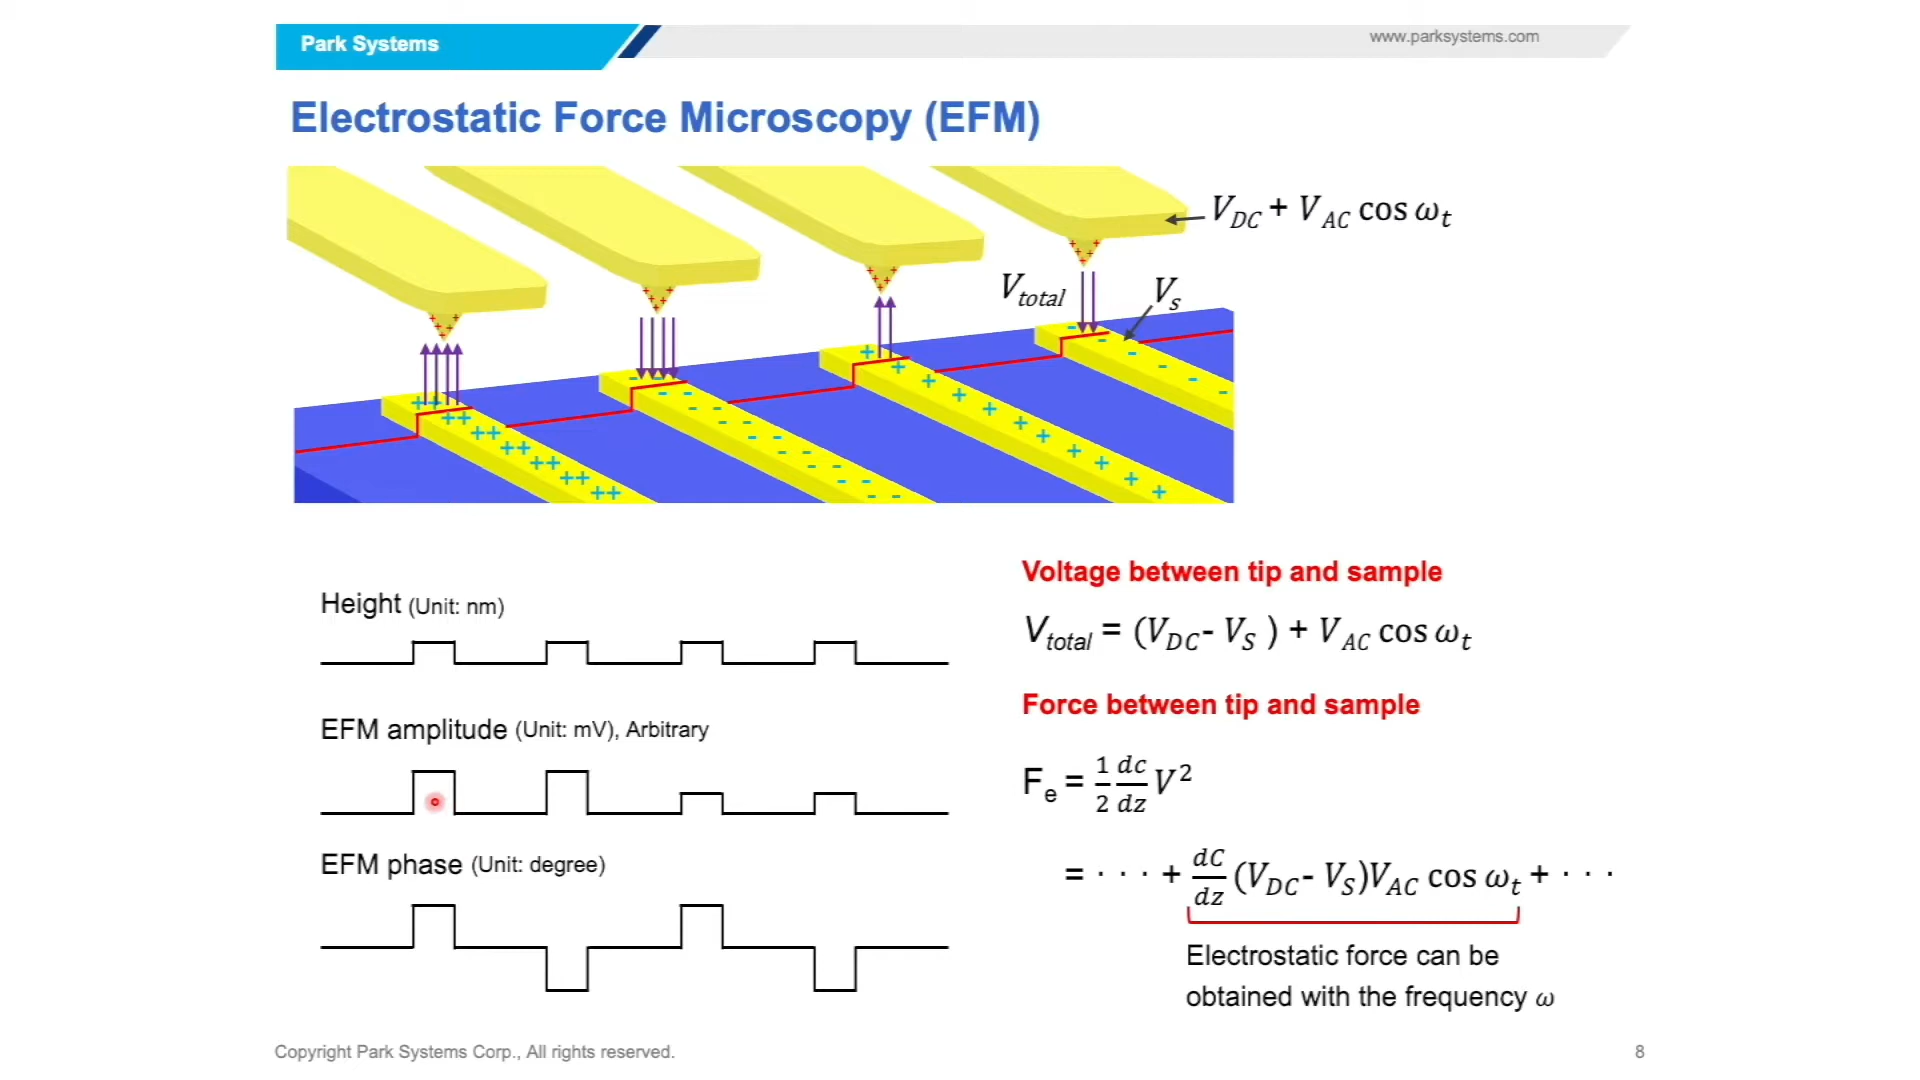 Park Systems
www.parksystems.com
Electrostatic Force Microscopy (EFM)
V_DC + V_AC cos ω_t
V_total
V_s
Height (Unit: nm)
EFM amplitude (Unit: mV), Arbitrary
EFM phase (Unit: degree)
Voltage between tip and sample
V_total = (V_DC - V_S ) + V_AC cos ω_t
Force between tip and sample
F_e = 1/2 dc/dz V²
= · · · + dC/dz (V_DC - V_S)V_AC cos ω_t + · · ·
Electrostatic force can be
obtained with the frequency ω
Copyright Park Systems Corp., All rights reserved.
8